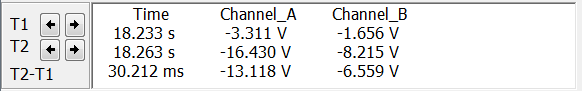 Time Channel_A Channel_B
T1 18.233 s -3.311 V -1.656 V
T2 18.263 s -16.430 V -8.215 V
T2-T1 30.212 ms -13.118 V -6.559 V